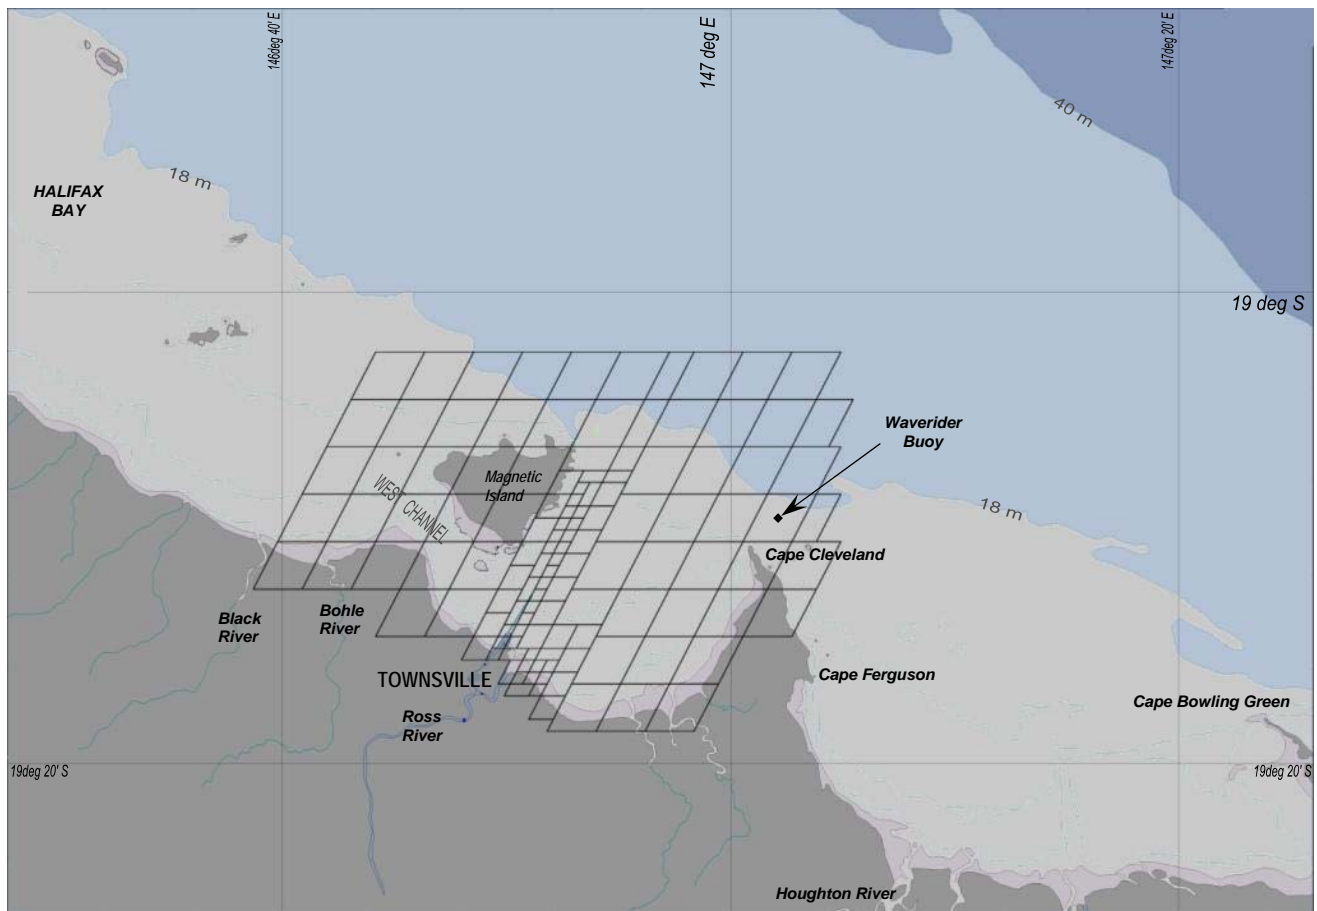 146deg 40' E
147 deg E
147deg 20' E
40 m
18 m
HALIFAX
BAY
19 deg S
Waverider
Buoy
Magnetic
Island
WEST CHANNEL
18 m
Cape Cleveland
Black
River
Bohle
River
TOWNSVILLE
Cape Ferguson
Cape Bowling Green
Ross
River
19deg 20' S
19deg 20' S
Houghton River